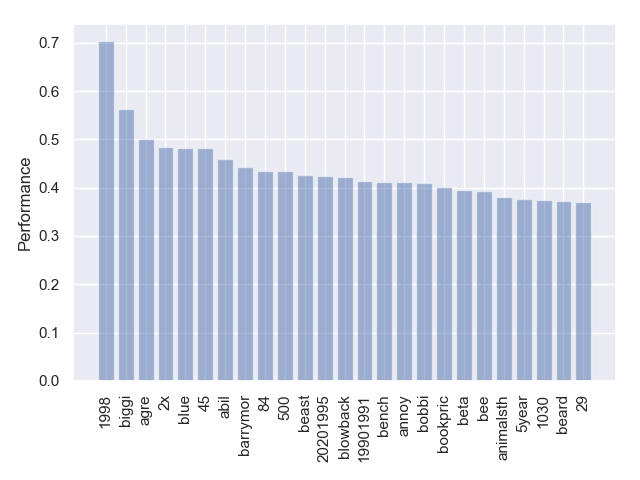 0.7
0.6
0.5
0.4
0.3
0.2
0.1
0.0
Performance
1998
biggi
agre
2x
blue
45
abil
barrymor
84
500
beast
20201995
blowback
19901991
bench
annoy
bobbi
bookpric
beta
bee
animalsth
5year
1030
beard
29